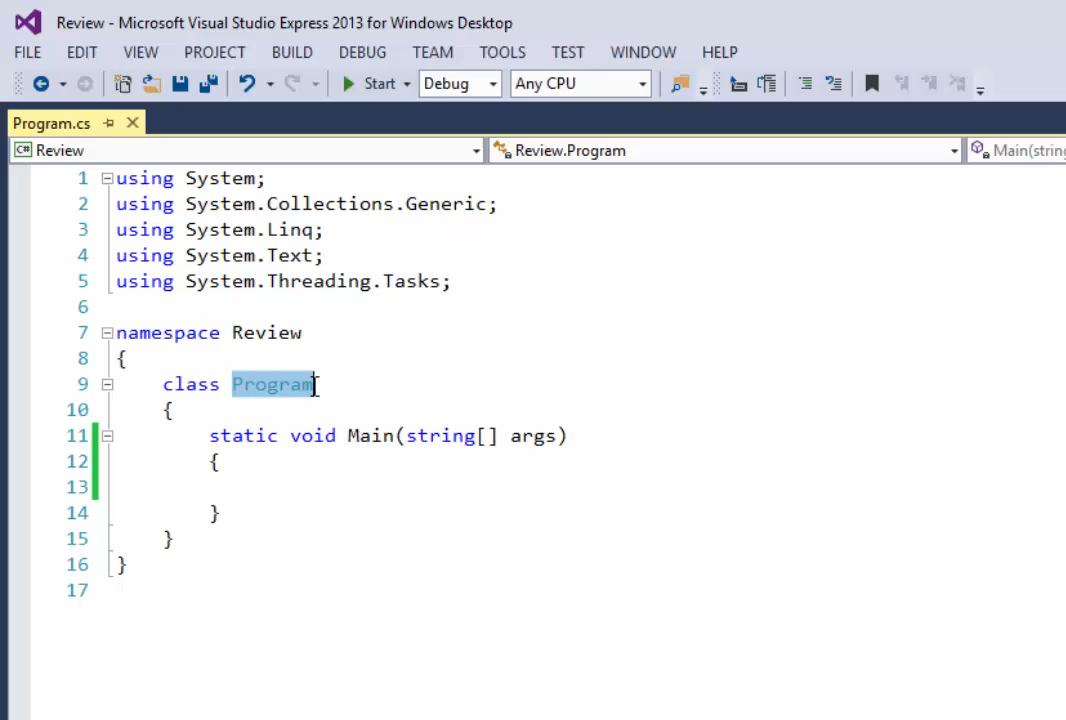 Review - Microsoft Visual Studio Express 2013 for Windows Desktop
FILE EDIT VIEW PROJECT BUILD DEBUG TEAM TOOLS TEST WINDOW HELP
Start Debug Any CPU
Program.cs
C# Review Review.Program Main(string
1 using System;
2 using System.Collections.Generic;
3 using System.Linq;
4 using System.Text;
5 using System.Threading.Tasks;
6
7 namespace Review
8 {
9 class Program
10 {
11 static void Main(string[] args)
12 {
13
14 }
15 }
16 }
17